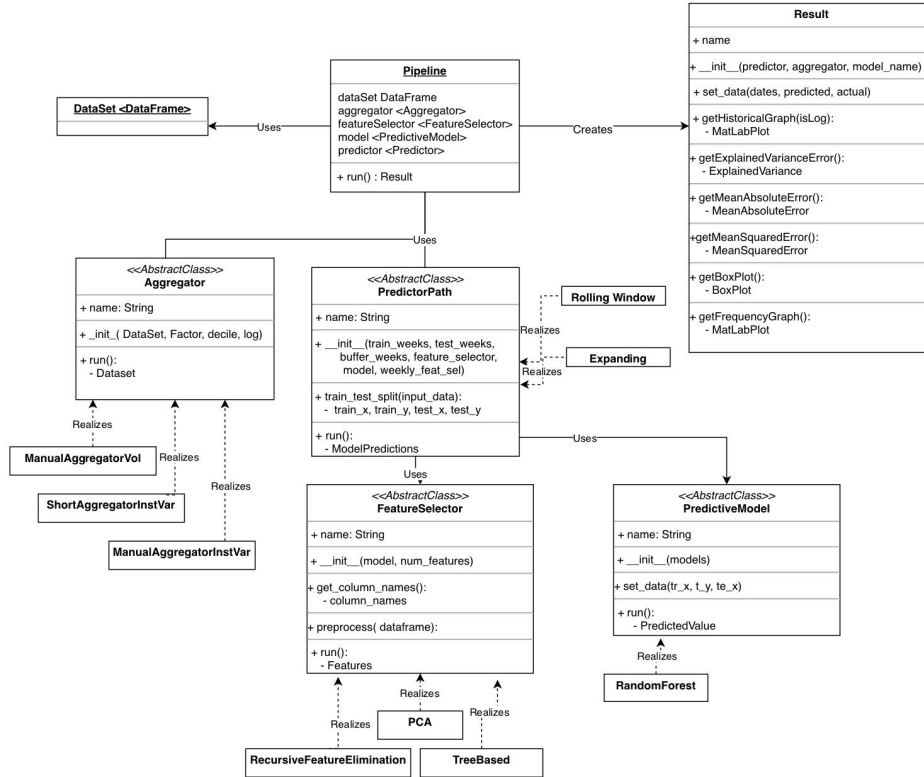 Result
+ name
+ __init__(predictor, aggregator, model_name)
+ set_data(dates, predicted, actual)
+ getHistoricalGraph(isLog):
- MatLabPlot
+ getExplainedVarianceError():
- ExplainedVariance
+ getMeanAbsoluteError():
- MeanAbsoluteError
+getMeanSquaredError():
- MeanSquaredError
+ getBoxPlot():
- BoxPlot
+ getFrequencyGraph():
- MatLabPlot
Pipeline
dataSet DataFrame
aggregator <Aggregator>
featureSelector <FeatureSelector>
model <PredictiveModel>
predictor <Predictor>
+ run() : Result
DataSet <DataFrame>
Uses
Creates
Uses
<<AbstractClass>>
Aggregator
+ name: String
+ _init_( DataSet, Factor, decile, log)
+ run():
- Dataset
Realizes
Realizes
Realizes
ManualAggregatorVol
ShortAggregatorInstVar
ManualAggregatorInstVar
<<AbstractClass>>
PredictorPath
+ name: String
+ __init__(train_weeks, test_weeks,
buffer_weeks, feature_selector,
model, weekly_feat_sel)
+ train_test_split(input_data):
- train_x, train_y, test_x, test_y
+ run():
- ModelPredictions
Rolling Window
Realizes
Expanding
Realizes
Uses
Uses
<<AbstractClass>>
FeatureSelector
+ name: String
+ __init__(model, num_features)
+ get_column_names():
- column_names
+ preprocess( dataframe):
+ run():
- Features
<<AbstractClass>>
PredictiveModel
+ name: String
+ __init__(models)
+ set_data(tr_x, t_y, te_x)
+ run():
- PredictedValue
Realizes
RandomForest
Realizes
Realizes
Realizes
PCA
RecursiveFeatureElimination
TreeBased